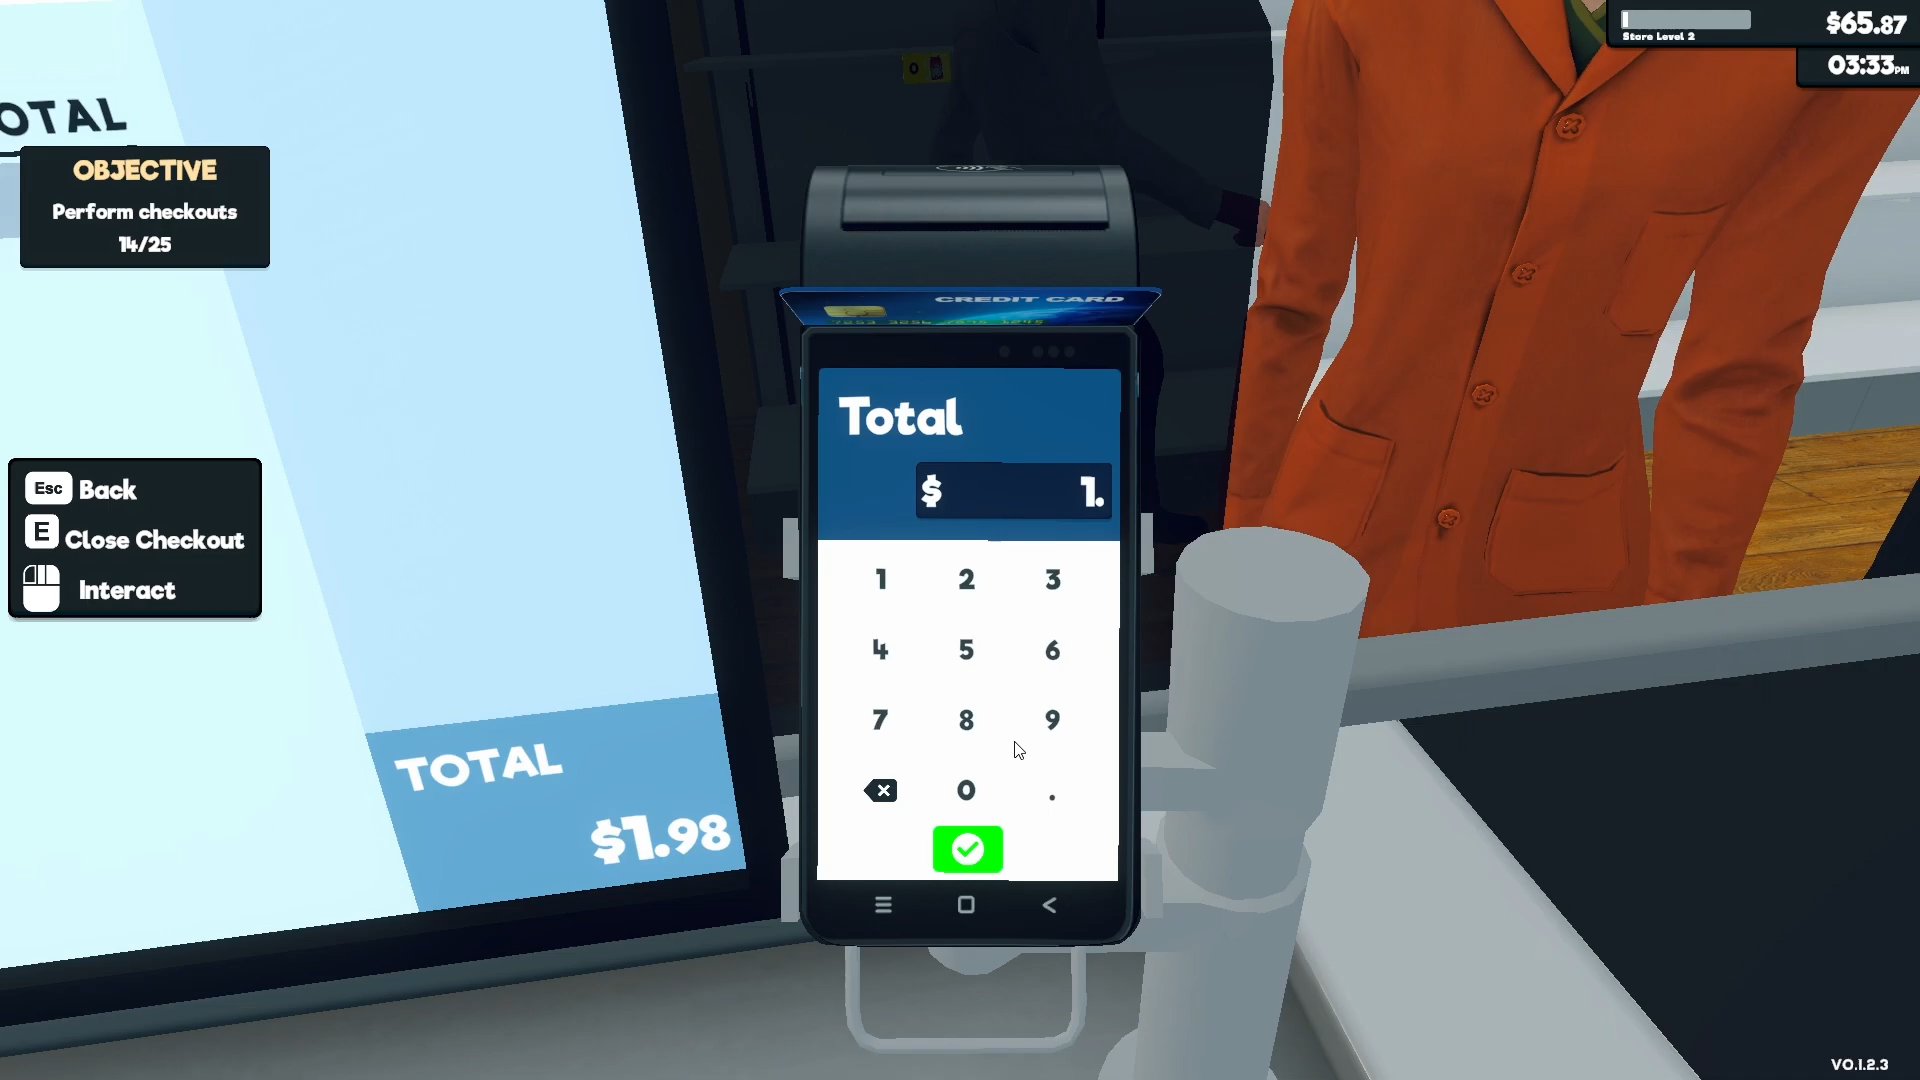 $65.87
Store Level 2
03:33PM
OTAL
OBJECTIVE
Perform checkouts
14/25
0
CREDIT CARD
Total
$ 1.
Esc Back
E Close Checkout
Interact
1 2 3
4 5 6
7 8 9
0 .
TOTAL
$1.98
V0.1.2.3